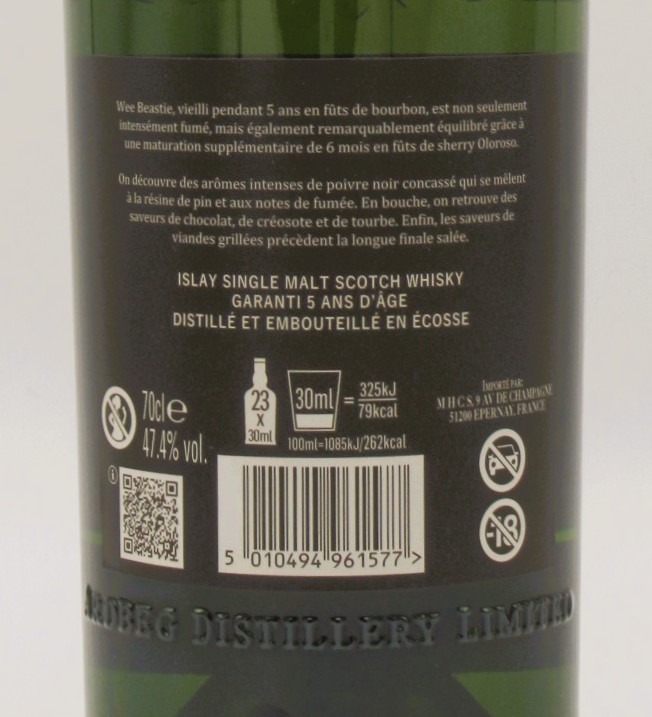 Wee Beastie, vieilli pendant 5 ans en fûts de bourbon, est non seulement
intensément fumé, mais également remarquablement équilibré grâce à
une maturation supplémentaire de 6 mois en fûts de sherry Oloroso.
On découvre des arômes intenses de poivre noir concassé qui se mêlent
à la résine de pin et aux notes de fumée. En bouche, on retrouve des
saveurs de chocolat, de créosote et de tourbe. Enfin, les saveurs de
viandes grillées précèdent la longue finale salée.
ISLAY SINGLE MALT SCOTCH WHISKY
GARANTI 5 ANS D'ÂGE
DISTILLÉ ET EMBOUTEILLÉ EN ÉCOSSE
70cl e
47.4% vol.
23
X
30ml
30ml = 325kJ
79kcal
100ml=1085kJ/262kcal
IMPORTÉ PAR:
M H C S, 9 AV DE CHAMPAGNE
51200 EPERNAY, FRANCE
-18
5 010494 961577 >
ARDBEG DISTILLERY LIMITED